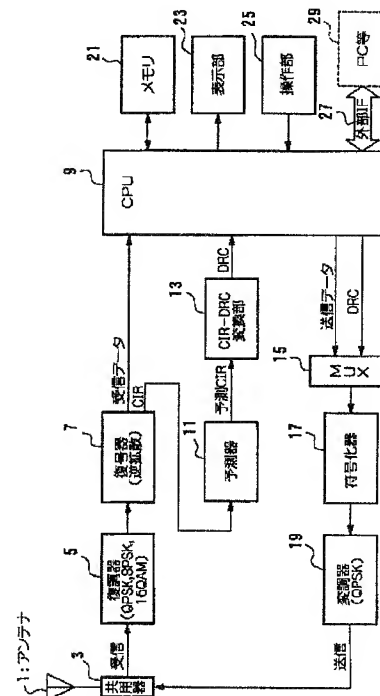 1:アンテナ
3
共用器
受信
5
復調器
(QPSK,8PSK,
16QAM)
7
復号器
(逆拡散)
受信データ
CIR
11
予測器
予測CIR
13
CIR-DRC
変換部
DRC
9
CPU
21
メモリ
23
表示部
25
操作部
27
外部IF
29
PC等
送信データ
DRC
15
MUX
17
符号化器
19
変調器
(QPSK)
送信